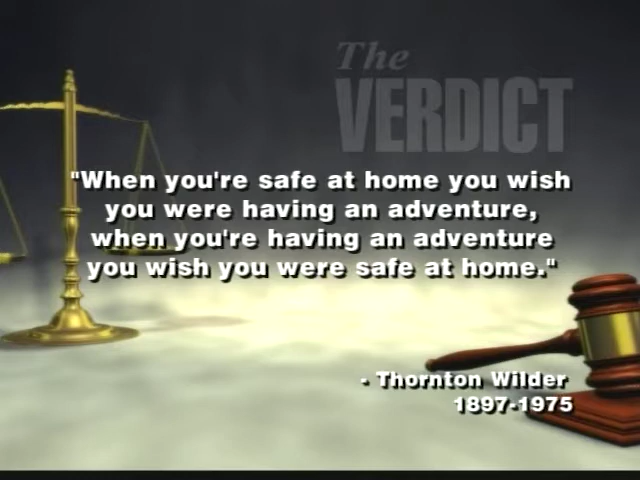 The
VERDICT
"When you're safe at home you wish
you were having an adventure,
when you're having an adventure
you wish you were safe at home."
- Thornton Wilder
1897-1975